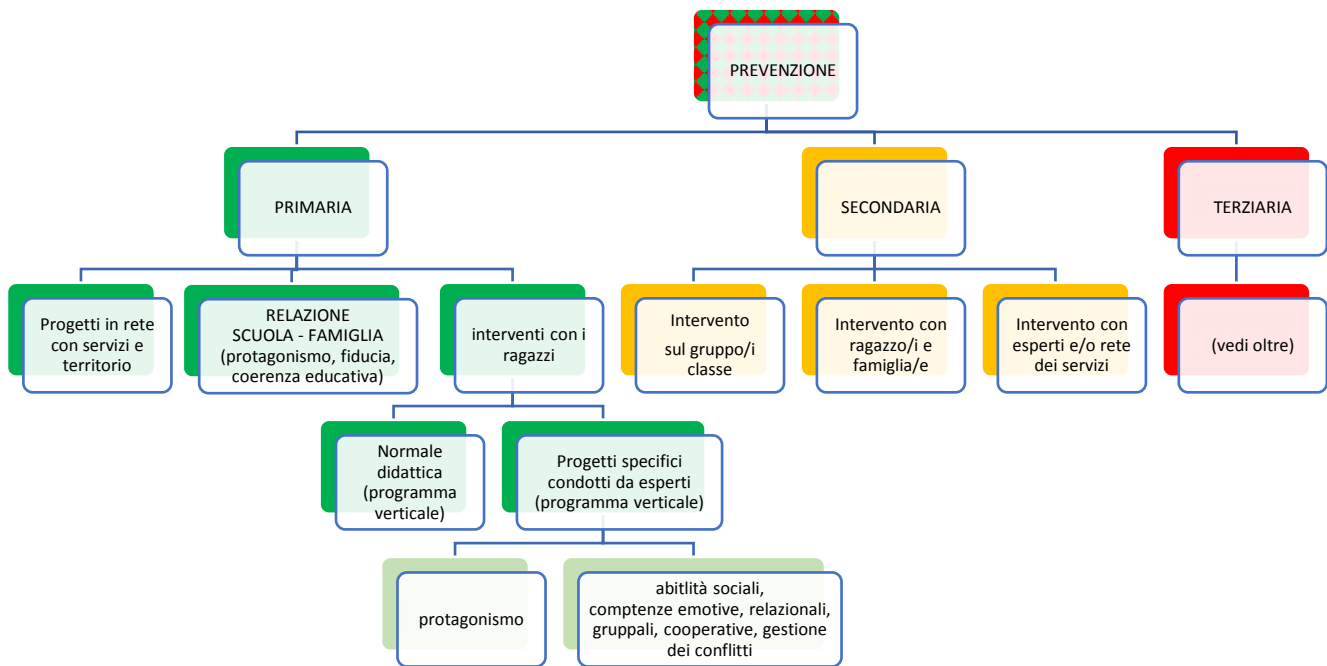 PREVENZIONE
PRIMARIA
SECONDARIA
TERZIARIA
Progetti in rete
con servizi e
territorio
RELAZIONE
SCUOLA - FAMIGLIA
(protagonismo, fiducia,
coerenza educativa)
interventi con i
ragazzi
Intervento
sul gruppo/i
classe
Intervento con
ragazzo/i e
famiglia/e
Intervento con
esperti e/o rete
dei servizi
(vedi oltre)
Normale
didattica
(programma
verticale)
Progetti specifici
condotti da esperti
(programma verticale)
protagonismo
abitlità sociali,
comptenze emotive, relazionali,
gruppali, cooperative, gestione
dei conflitti